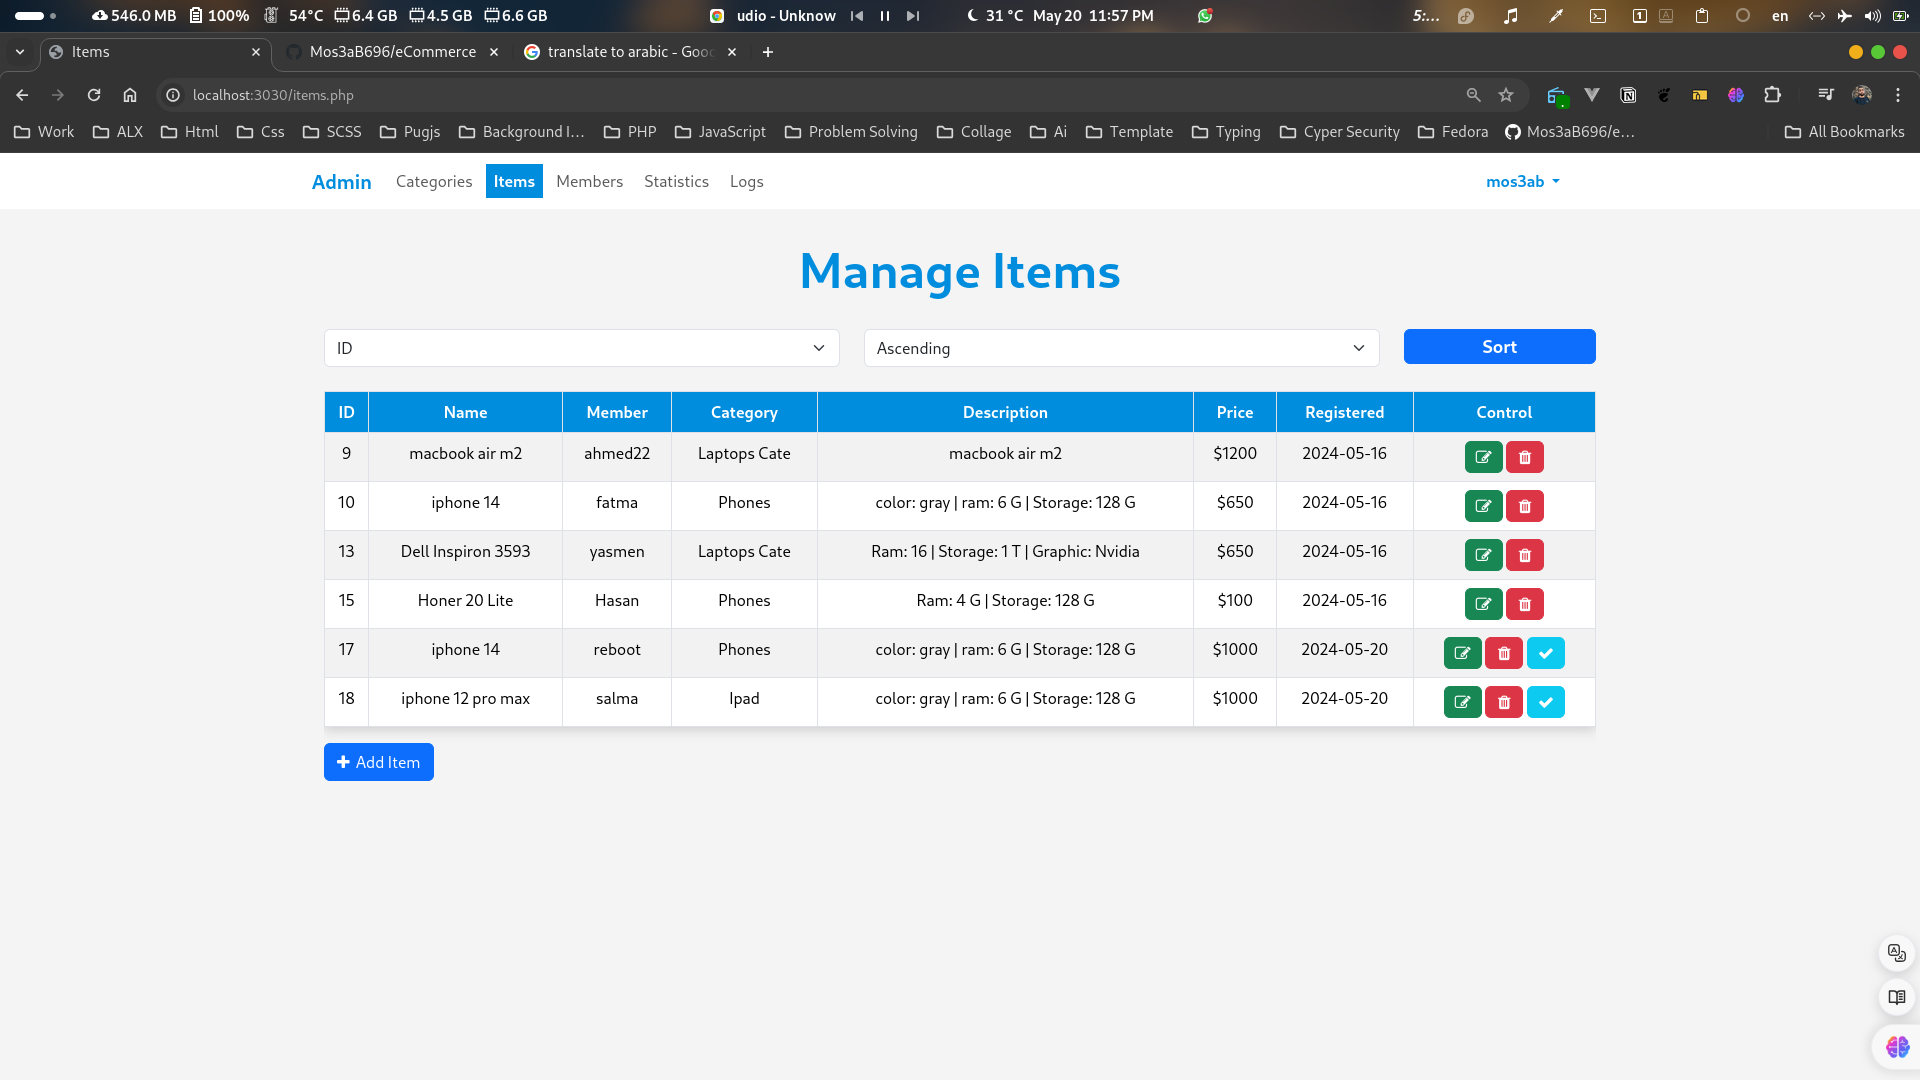 546.0 MB 100% 54°C 6.4 GB 4.5 GB 6.6 GB udio - Unknow 31 °C May 20 11:57 PM 5:... 1 A en
Items Mos3aB696/eCommerce translate to arabic - Goo
localhost:3030/items.php
Work ALX Html Css SCSS Pugjs Background I... PHP JavaScript Problem Solving Collage Ai Template Typing Cyper Security Fedora Mos3aB696/e... All Bookmarks
Admin Categories Items Members Statistics Logs mos3ab
Manage Items
ID Ascending Sort
ID Name Member Category Description Price Registered Control
9 macbook air m2 ahmed22 Laptops Cate macbook air m2 $1200 2024-05-16
10 iphone 14 fatma Phones color: gray | ram: 6 G | Storage: 128 G $650 2024-05-16
13 Dell Inspiron 3593 yasmen Laptops Cate Ram: 16 | Storage: 1 T | Graphic: Nvidia $650 2024-05-16
15 Honer 20 Lite Hasan Phones Ram: 4 G | Storage: 128 G $100 2024-05-16
17 iphone 14 reboot Phones color: gray | ram: 6 G | Storage: 128 G $1000 2024-05-20
18 iphone 12 pro max salma Ipad color: gray | ram: 6 G | Storage: 128 G $1000 2024-05-20
Add Item